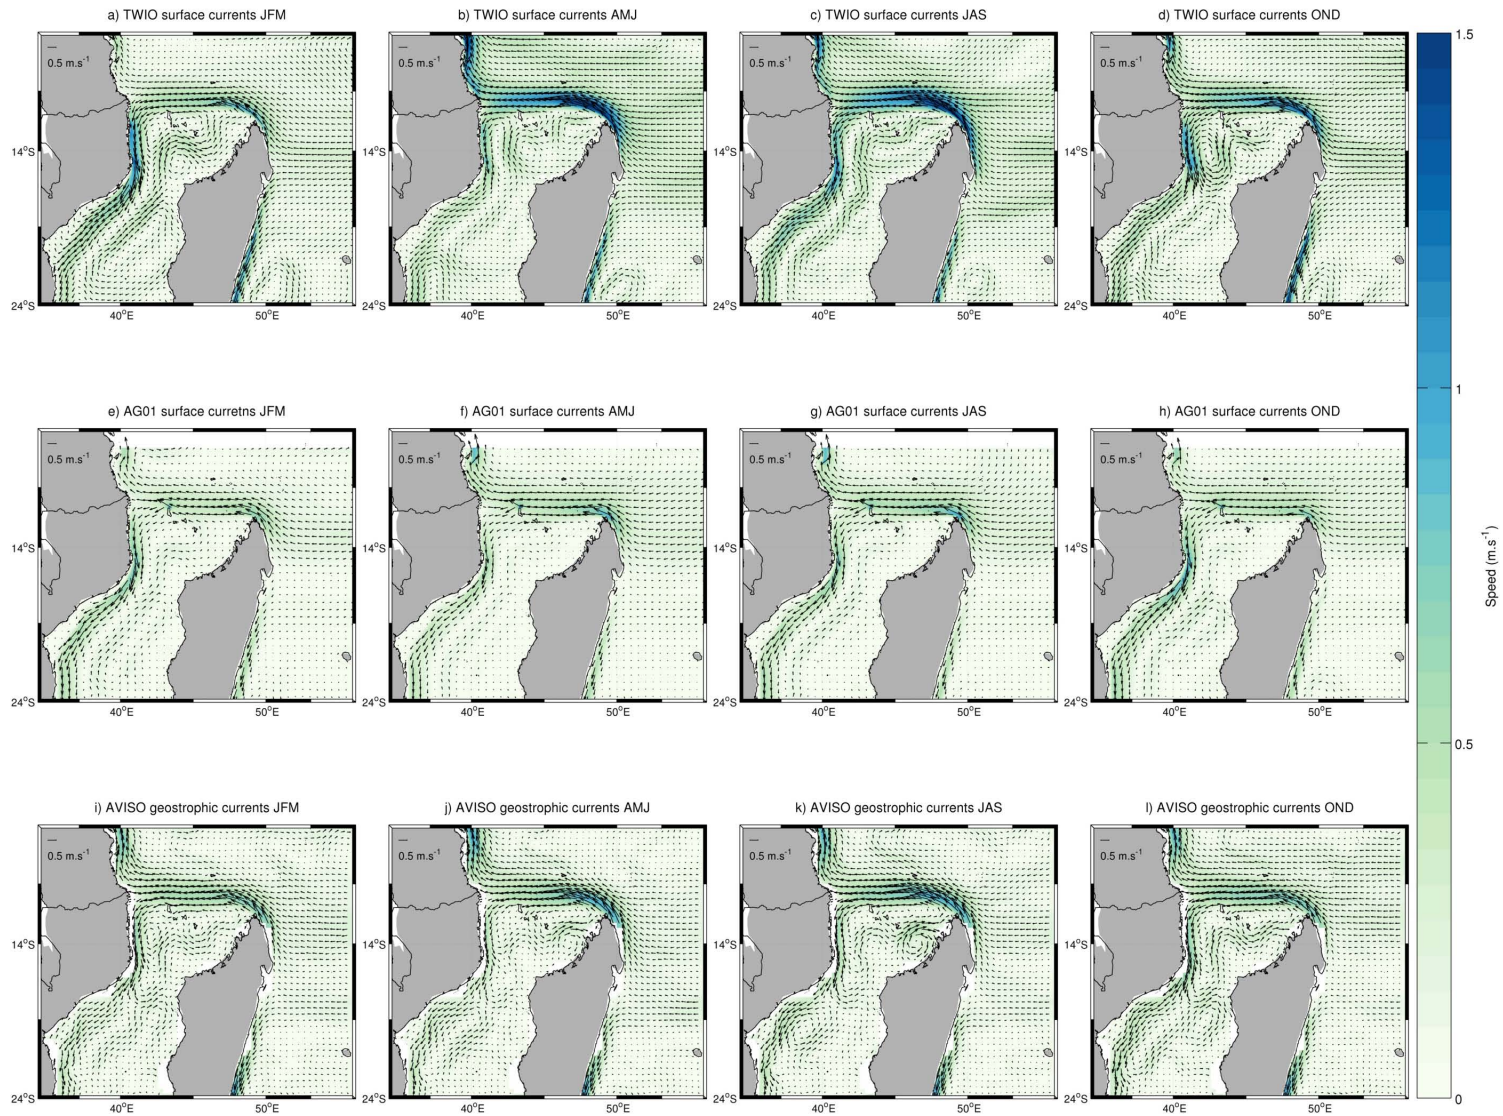 a) TWIO surface currents JFM
b) TWIO surface currents AMJ
c) TWIO surface currents JAS
d) TWIO surface currents OND
0.5 m.s-1
0.5 m.s-1
0.5 m.s-1
0.5 m.s-1
14°S
14°S
14°S
14°S
24°S
24°S
24°S
24°S
40°E
50°E
40°E
50°E
40°E
50°E
40°E
50°E
e) AG01 surface curretns JFM
f) AG01 surface currents AMJ
g) AG01 surface currents JAS
h) AG01 surface currents OND
0.5 m.s-1
0.5 m.s-1
0.5 m.s-1
0.5 m.s-1
14°S
14°S
14°S
14°S
24°S
24°S
24°S
24°S
40°E
50°E
40°E
50°E
40°E
50°E
40°E
50°E
i) AVISO geostrophic currents JFM
j) AVISO geostrophic currents AMJ
k) AVISO geostrophic currents JAS
l) AVISO geostrophic currents OND
0.5 m.s-1
0.5 m.s-1
0.5 m.s-1
0.5 m.s-1
14°S
14°S
14°S
14°S
24°S
24°S
24°S
24°S
40°E
50°E
40°E
50°E
40°E
50°E
40°E
50°E
1.5
1
0.5
0
Speed (m.s-1)